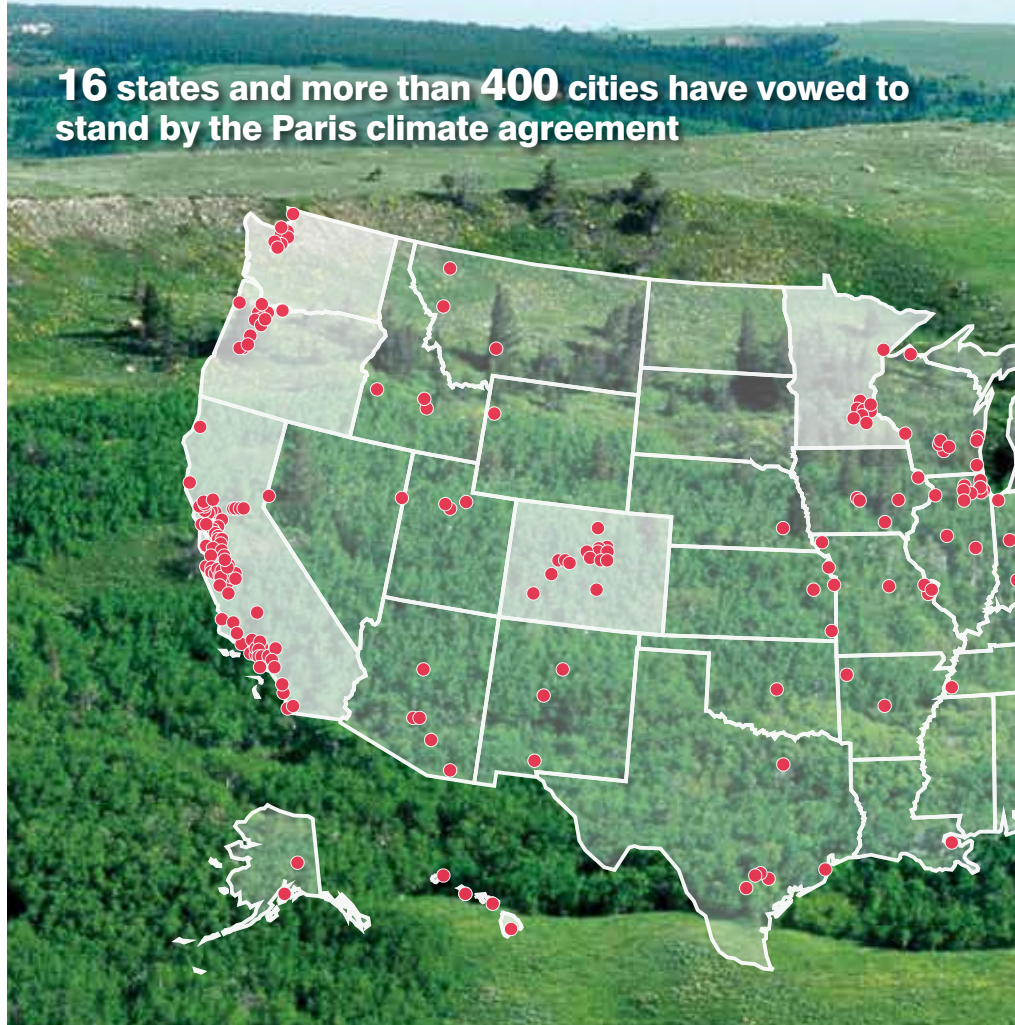 16 states and more than 400 cities have vowed to
stand by the Paris climate agreement